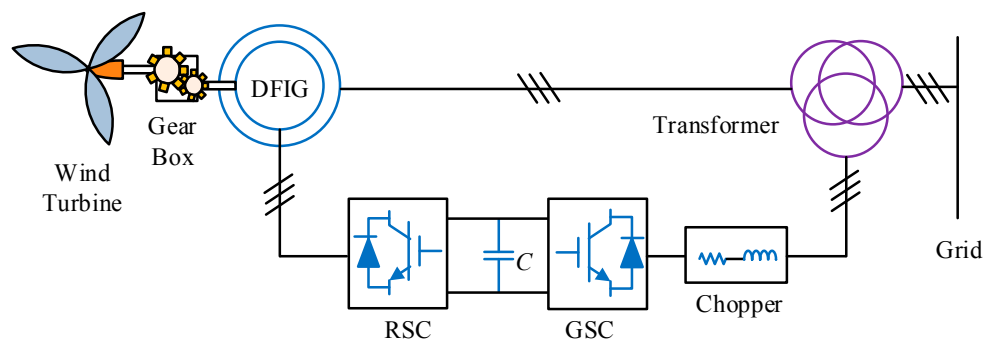 DFIG
Transformer
Gear
Box
Wind
Turbine
C
Grid
Chopper
RSC
GSC